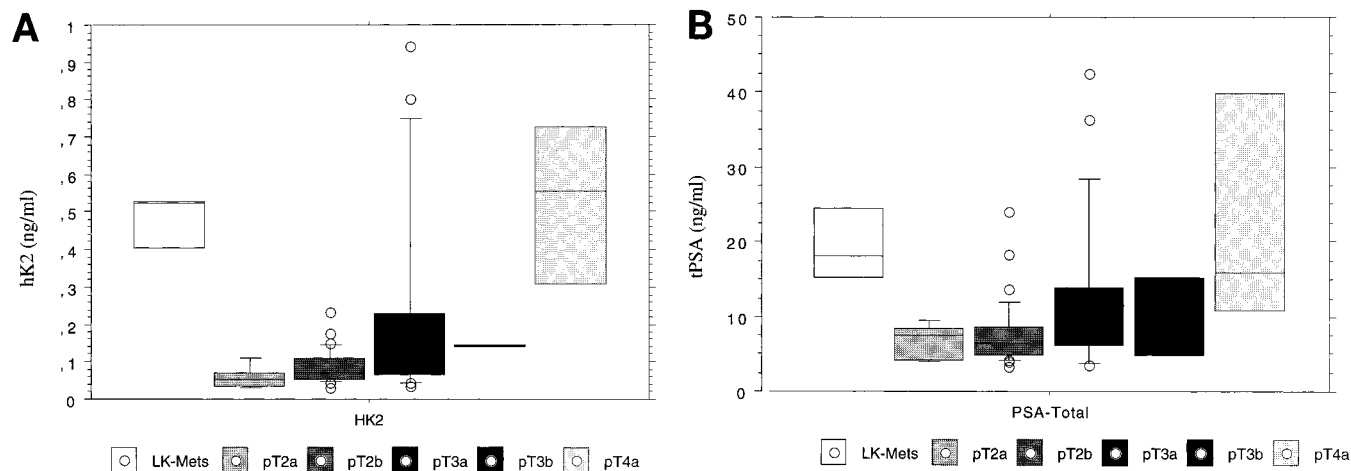 A
1
,9
,8
,7
,6
,5
,4
,3
,2
,1
0
hK2 (ng/ml)
HK2
LK-Mets pT2a pT2b pT3a pT3b pT4a
B
50
40
30
20
10
0
tPSA (ng/ml)
PSA-Total
LK-Mets pT2a pT2b pT3a pT3b pT4a